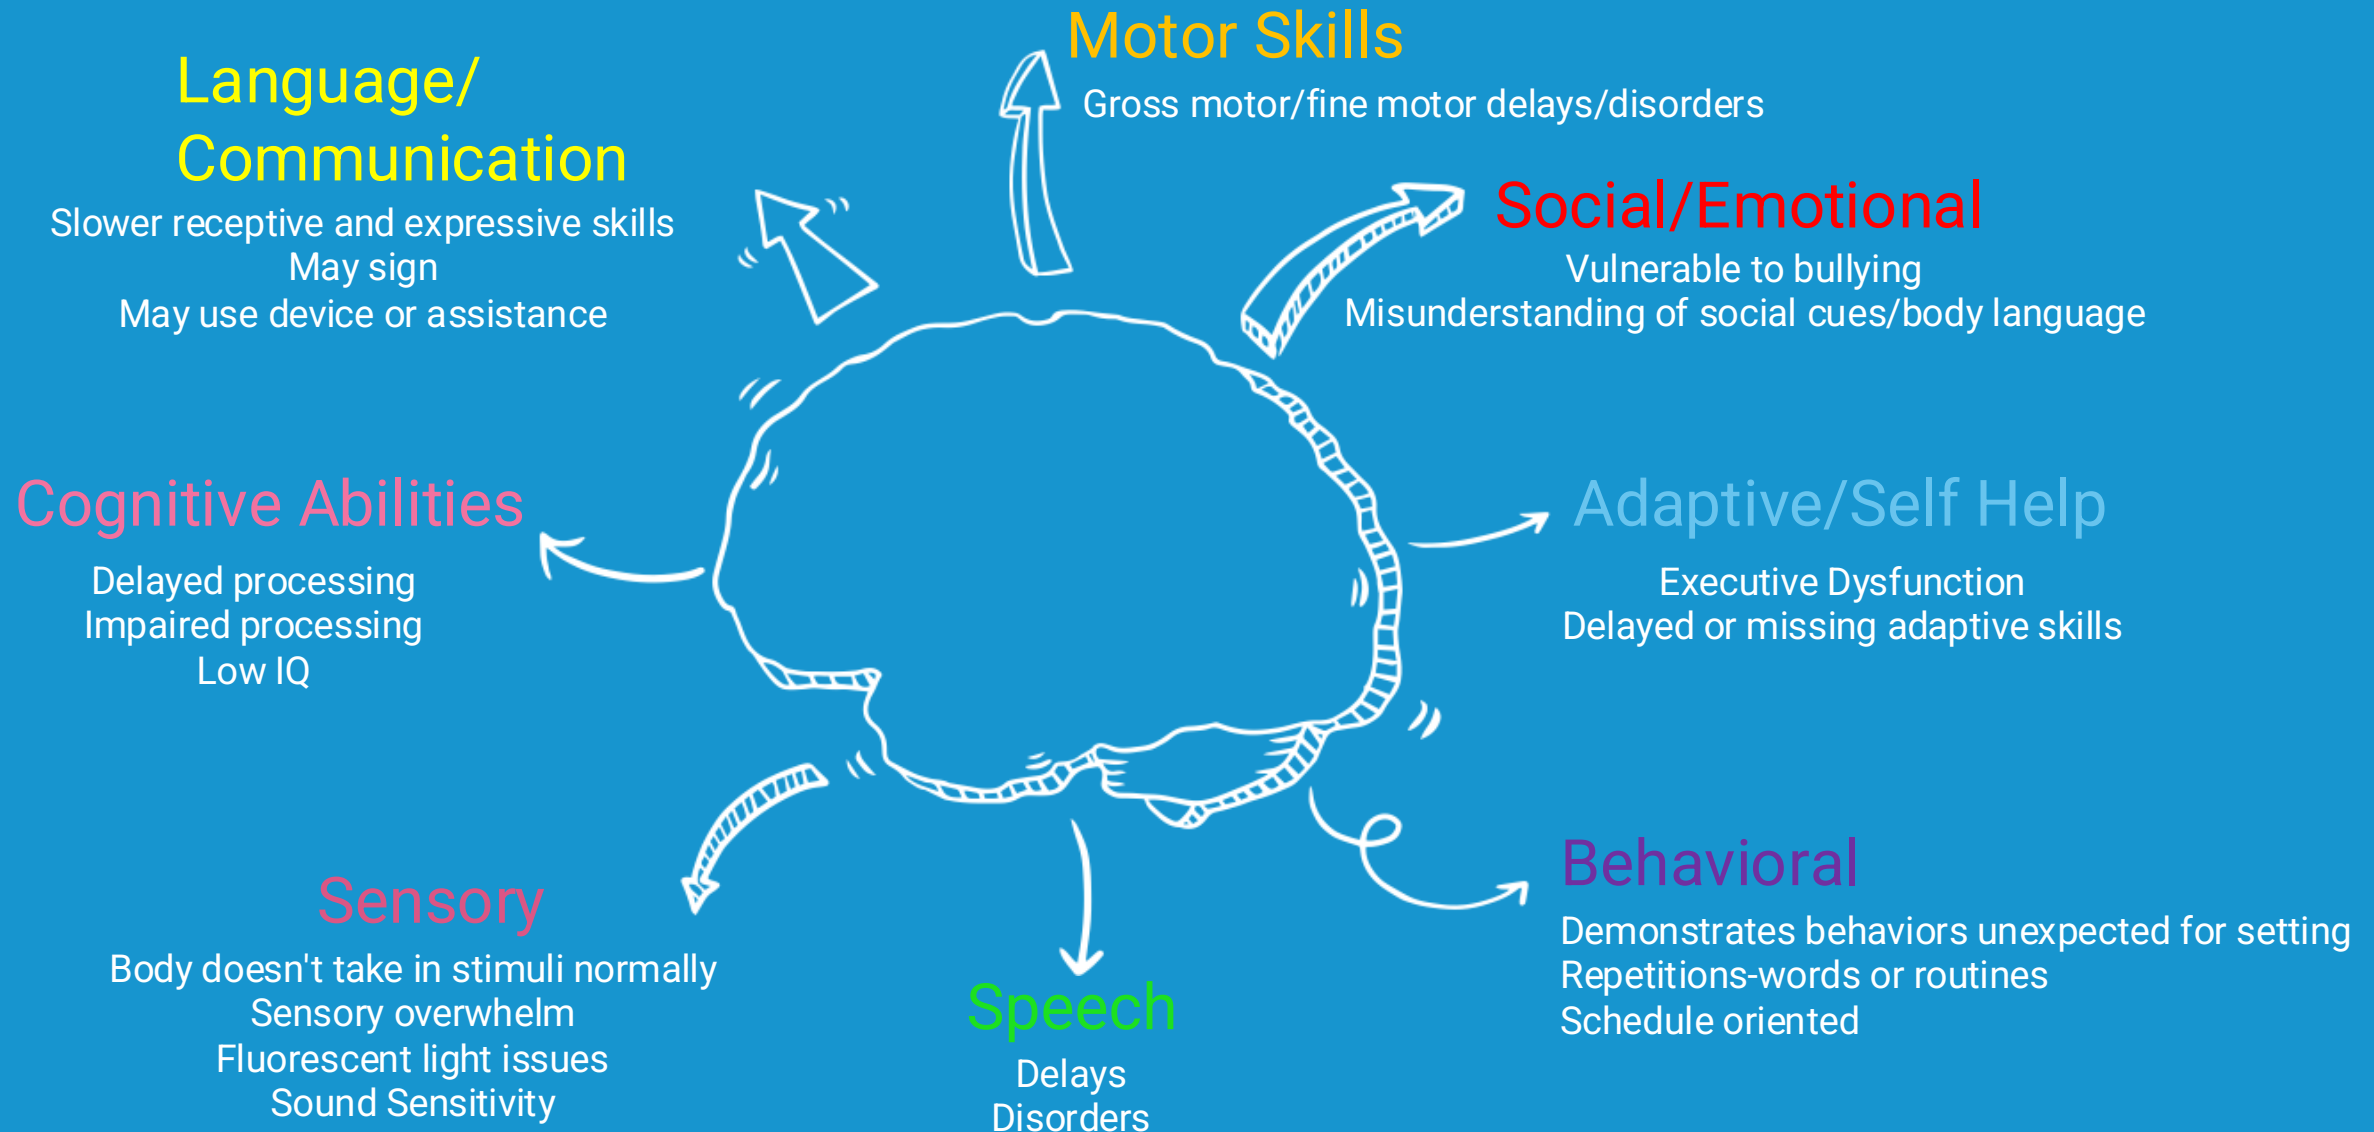 Motor Skills
Gross motor/fine motor delays/disorders
Language/
Communication
Slower receptive and expressive skills
May sign
May use device or assistance
Social/Emotional
Vulnerable to bullying
Misunderstanding of social cues/body language
Cognitive Abilities
Delayed processing
Impaired processing
Low IQ
Adaptive/Self Help
Executive Dysfunction
Delayed or missing adaptive skills
Sensory
Body doesn't take in stimuli normally
Sensory overwhelm
Fluorescent light issues
Sound Sensitivity
Speech
Delays
Disorders
Behavioral
Demonstrates behaviors unexpected for setting
Repetitions-words or routines
Schedule oriented